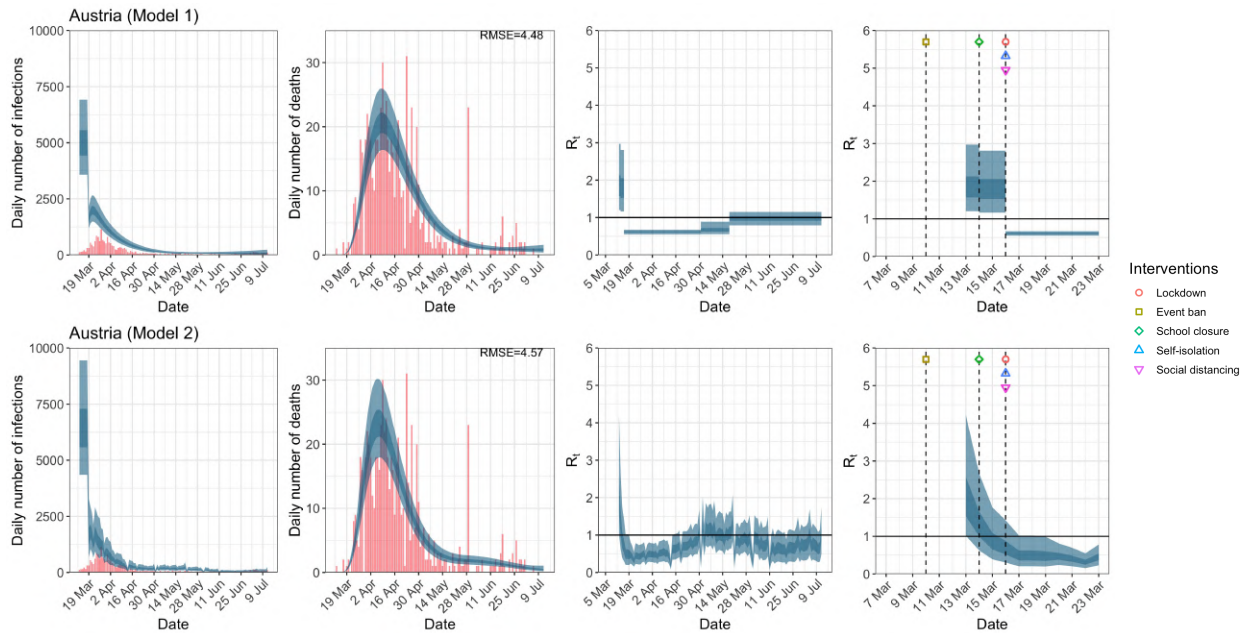 Austria (Model 1)
Daily number of infections
10000
7500
5000
2500
0
19 Mar
2 Apr
16 Apr
30 Apr
14 May
28 May
11 Jun
25 Jun
9 Jul
Date
Daily number of deaths
RMSE=4.48
30
20
10
0
19 Mar
2 Apr
16 Apr
30 Apr
14 May
28 May
11 Jun
25 Jun
9 Jul
Date
Rt
6
5
4
3
2
1
0
5 Mar
19 Mar
2 Apr
16 Apr
30 Apr
14 May
28 May
11 Jun
25 Jun
9 Jul
Date
Rt
6
5
4
3
2
1
0
7 Mar
9 Mar
11 Mar
13 Mar
15 Mar
17 Mar
19 Mar
21 Mar
23 Mar
Date
Interventions
Lockdown
Event ban
School closure
Self-isolation
Social distancing
Austria (Model 2)
Daily number of infections
10000
7500
5000
2500
0
19 Mar
2 Apr
16 Apr
30 Apr
14 May
28 May
11 Jun
25 Jun
9 Jul
Date
Daily number of deaths
RMSE=4.57
30
20
10
0
19 Mar
2 Apr
16 Apr
30 Apr
14 May
28 May
11 Jun
25 Jun
9 Jul
Date
Rt
6
5
4
3
2
1
0
5 Mar
19 Mar
2 Apr
16 Apr
30 Apr
14 May
28 May
11 Jun
25 Jun
9 Jul
Date
Rt
6
5
4
3
2
1
0
7 Mar
9 Mar
11 Mar
13 Mar
15 Mar
17 Mar
19 Mar
21 Mar
23 Mar
Date